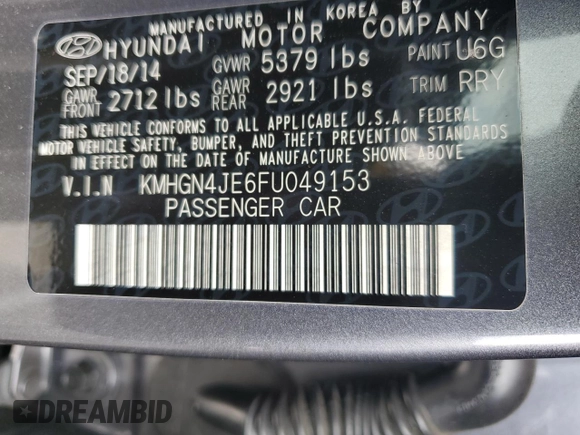 MANUFACTURED IN KOREA BY
HYUNDAI MOTOR COMPANY
SEP/18/14 GVWR 5379 lbs PAINT U6G
GAWR FRONT 2712 lbs GAWR REAR 2921 lbs TRIM RRY
THIS VEHICLE CONFORMS TO ALL APPLICABLE U.S.A. FEDERAL
MOTOR VEHICLE SAFETY, BUMPER, AND THEFT PREVENTION STANDARDS
IN EFFECT ON THE DATE OF MANUFACTURE SHOWN ABOVE.
V.I.N KMHGN4JE6FU049153
PASSENGER CAR
DREAMBID